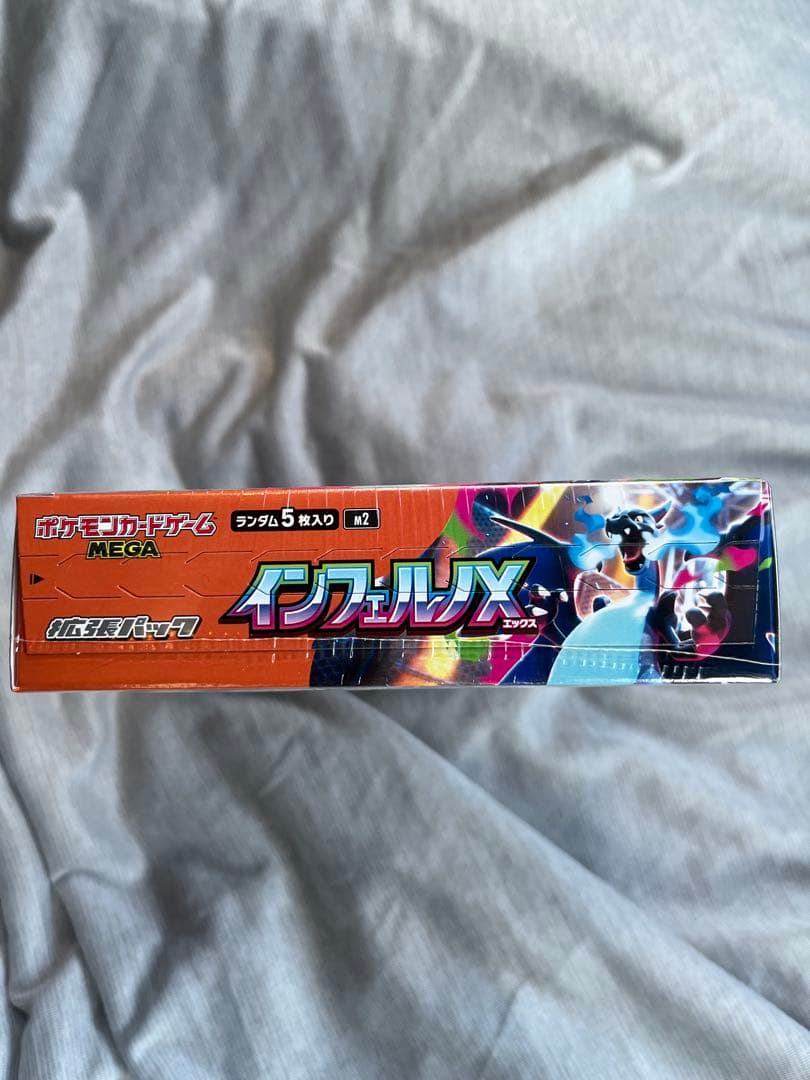 ポケモンカードゲーム
MEGA
ランダム5枚入り
M2
拡張パック
インフェルノX
エックス